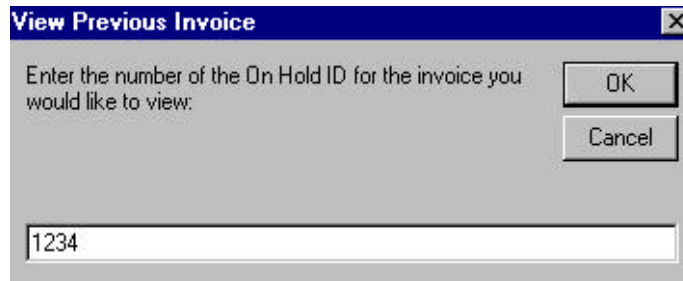 View Previous Invoice
Enter the number of the On Hold ID for the invoice you
would like to view:
OK
Cancel
1234